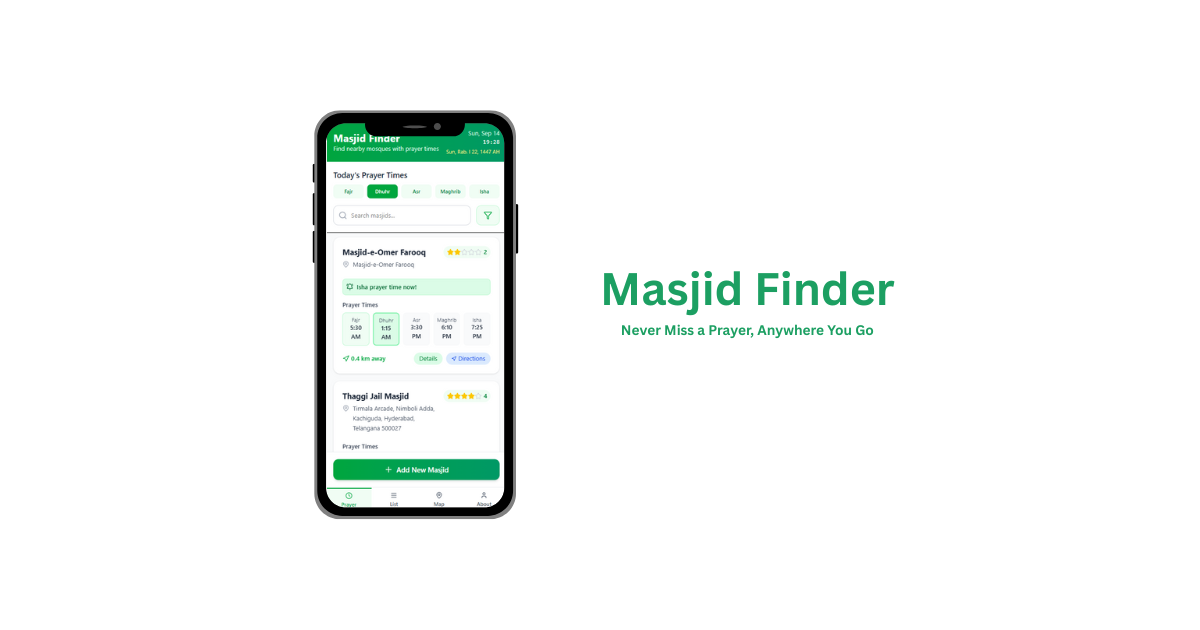 Masjid Finder
Find nearby mosques with prayer times
Sun, Sep 14
19:28
Sun, Rab. I 22, 1447 AH
Today's Prayer Times
Fajr Dhuhr Asr Maghrib Isha
Search masjids...
Masjid-e-Omer Farooq 2
Masjid-e-Omer Farooq
Isha prayer time now!
Prayer Times
Fajr Dhuhr Asr Maghrib Isha
5:30 1:15 3:30 6:10 7:25
AM AM PM PM PM
0.4 km away Details Directions
Thaggi Jail Masjid 4
Tirmala Arcade, Nimboli Adda,
Kachiguda, Hyderabad,
Telangana 500027
Prayer Times
+ Add New Masjid
Prayer List Map About
Masjid Finder
Never Miss a Prayer, Anywhere You Go